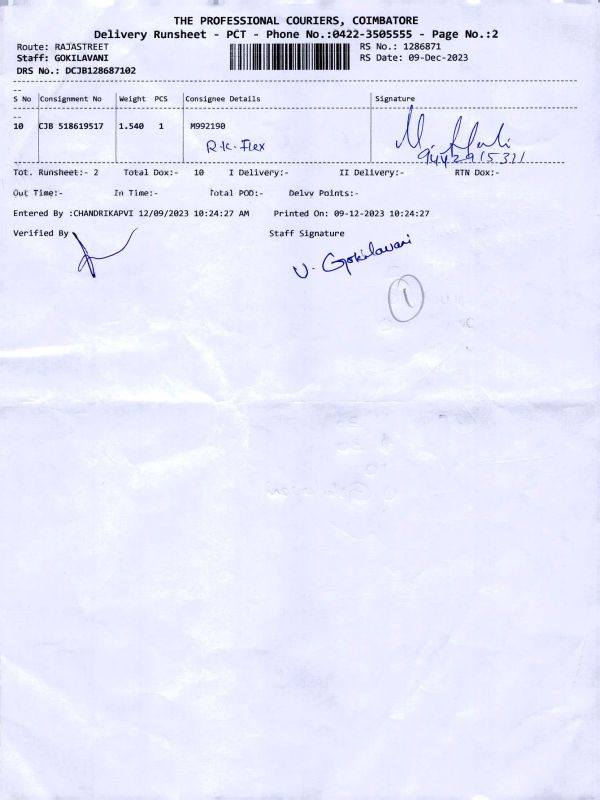 THE PROFESSIONAL COURIERS, COIMBATORE
Delivery Runsheet - PCT - Phone No.:0422-3505555 - Page No.:2
Route: RAJASTREET RS No.: 1286871
Staff: GOKILAVANI RS Date: 09-Dec-2023
DRS No.: DCJB128687102
S No Consignment No Weight PCS Consignee Details Signature
10 CJB 518619517 1.540 1 M992190
R.K. Flex
9442915311
Tot. Runsheet:- 2 Total Dox:- 10 I Delivery:- II Delivery:- RTN Dox:-
Out Time:- In Time:- Total POD:- Delvy Points:-
Entered By :CHANDRIKAPVI 12/09/2023 10:24:27 AM Printed On: 09-12-2023 10:24:27
Verified By Staff Signature
V. Gokilavani
1